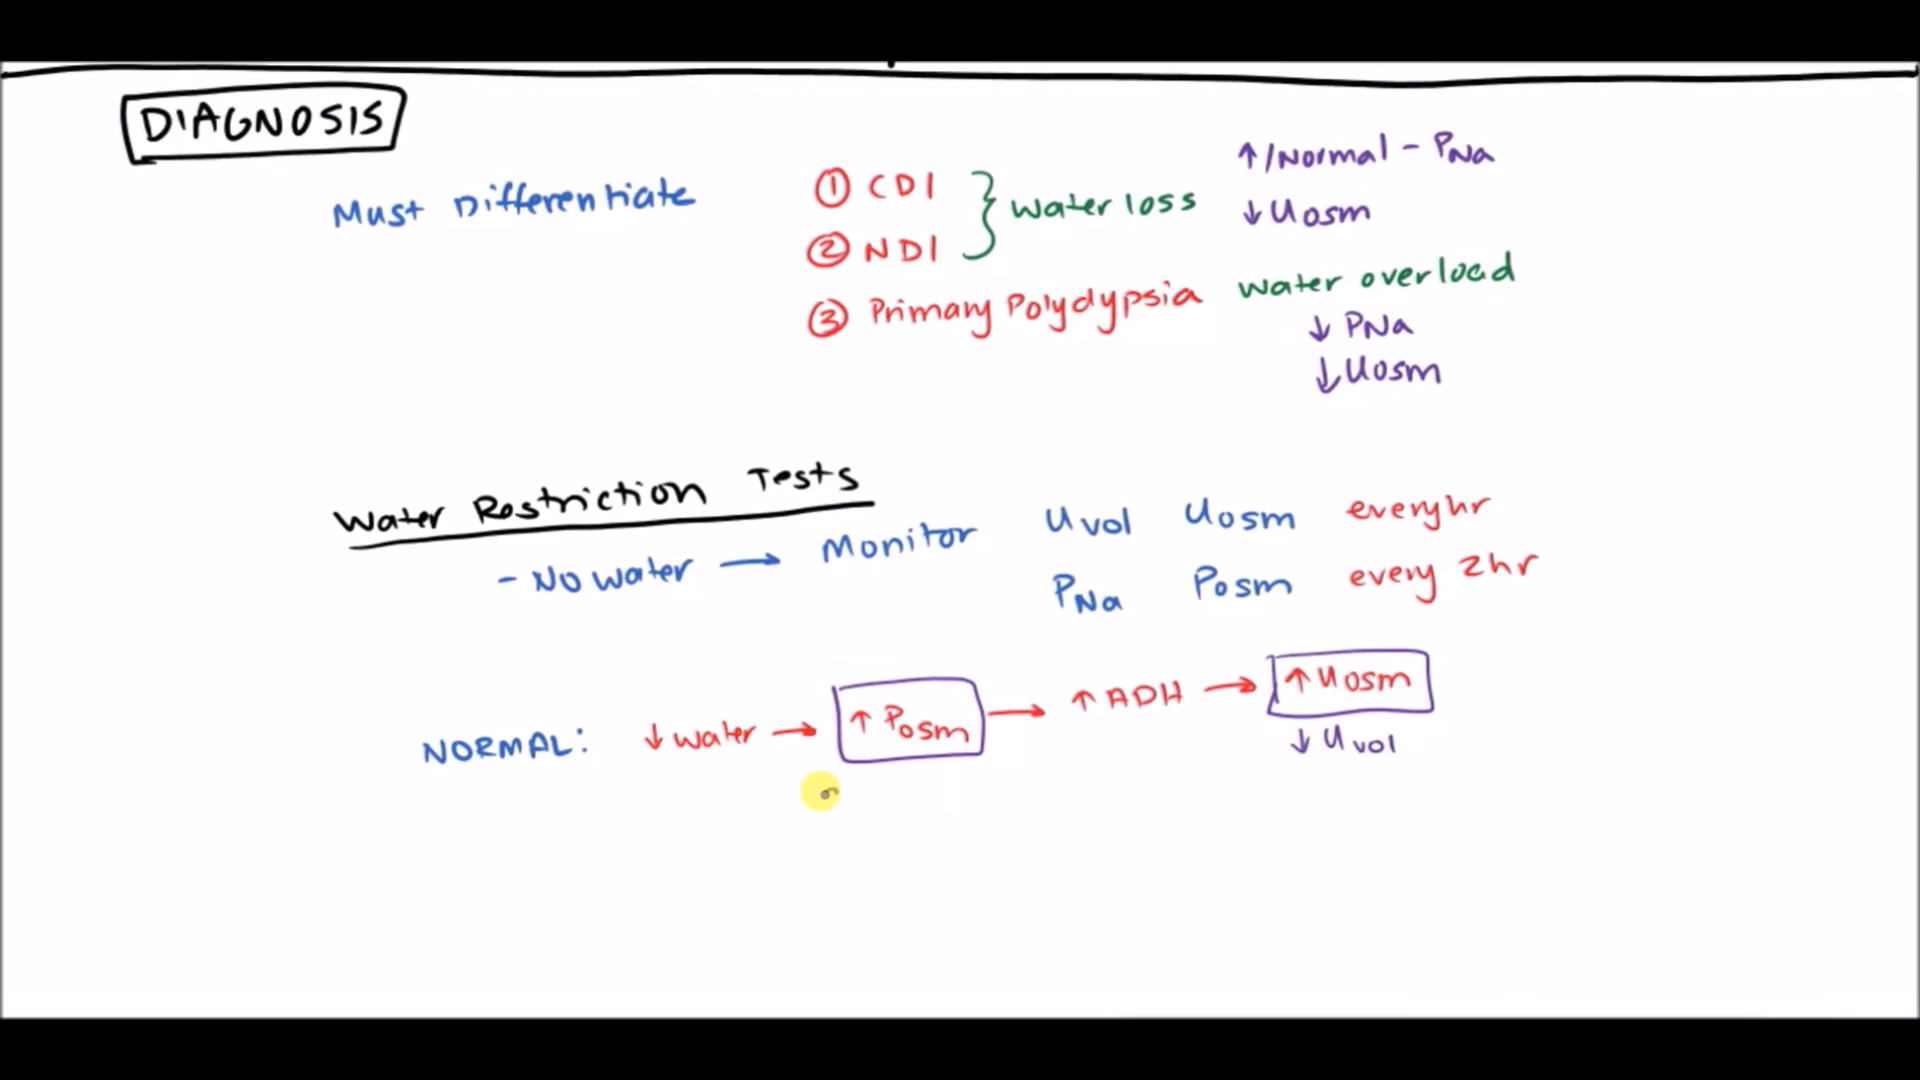 DIAGNOSIS
Must Differentiate
① CDI } water loss ↑/Normal - PNa
② NDI ↓ Uosm
③ Primary Polydypsia water overload
↓ PNa
↓ Uosm
Water Restriction Tests
- No water → Monitor Uvol Uosm every hr
PNa Posm every 2hr
NORMAL: ↓ water → ↑ Posm → ↑ ADH → ↑ Uosm
↓ Uvol